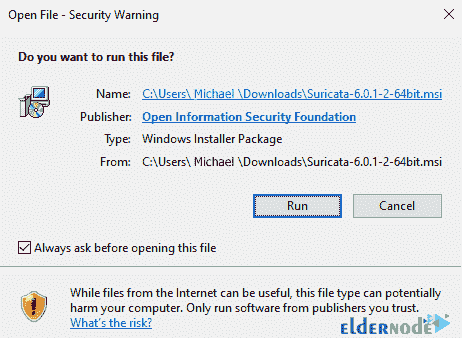 Open File - Security Warning
Do you want to run this file?
Name: C:\Users\ Michael \Downloads\Suricata-6.0.1-2-64bit.msi
Publisher: Open Information Security Foundation
Type: Windows Installer Package
From: C:\Users\ Michael \Downloads\Suricata-6.0.1-2-64bit.msi
Run Cancel
Always ask before opening this file
While files from the Internet can be useful, this file type can potentially
harm your computer. Only run software from publishers you trust.
What's the risk?
elderNode